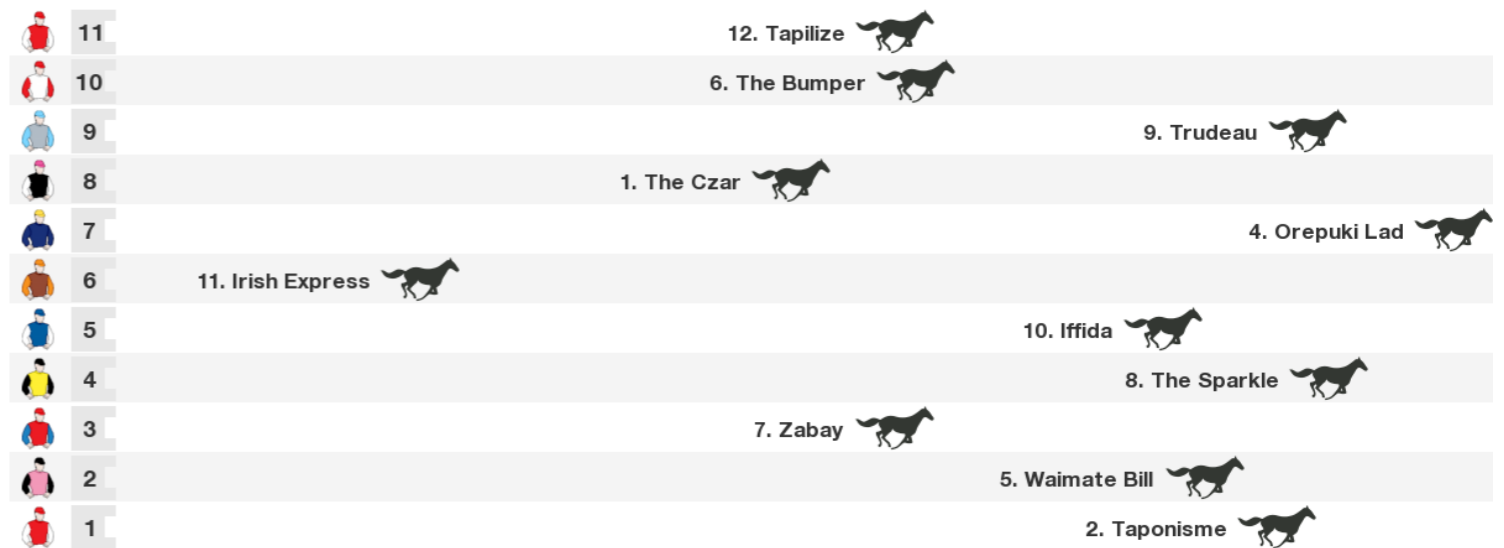 11 12. Tapilize
10 6. The Bumper
9 9. Trudeau
8 1. The Czar
7 4. Orepuki Lad
6 11. Irish Express
5 10. Iffida
4 8. The Sparkle
3 7. Zabay
2 5. Waimate Bill
1 2. Taponisme